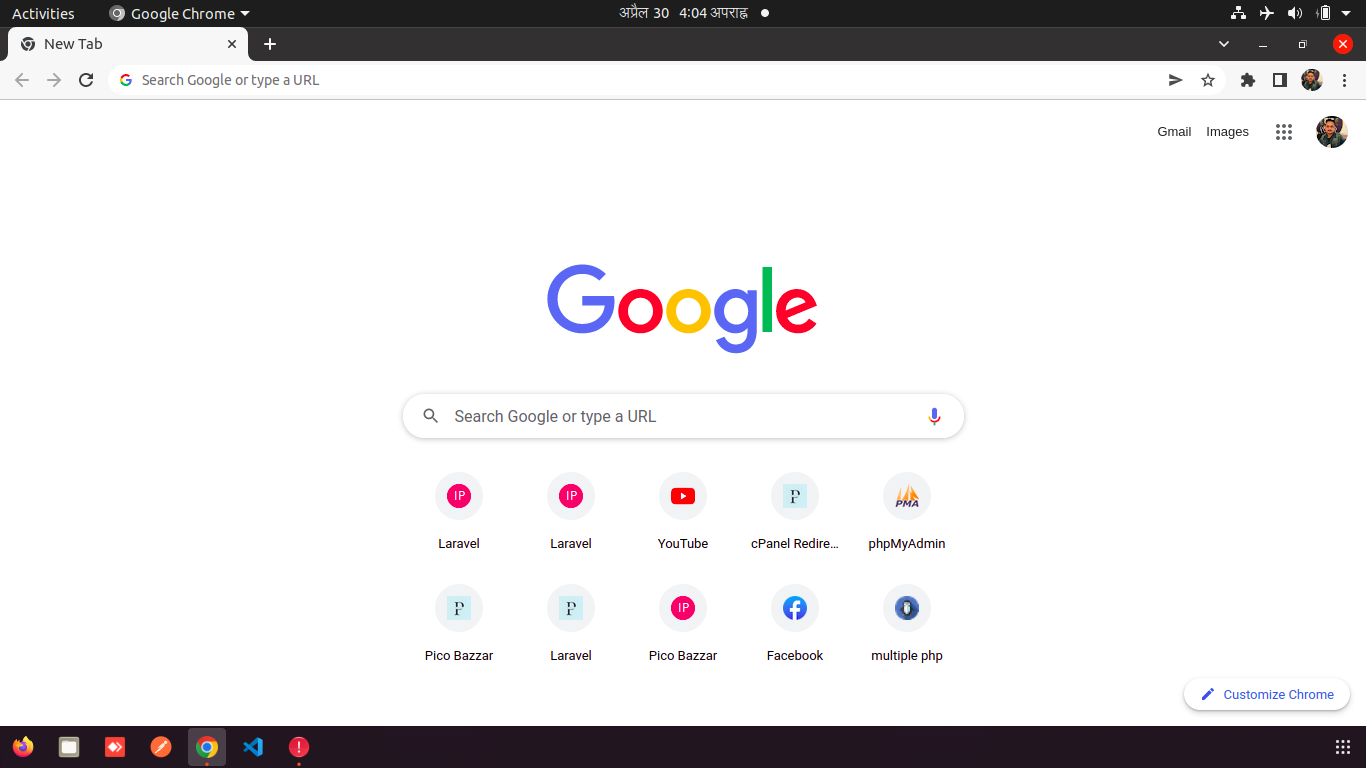 Activities Google Chrome अप्रैल 30 4:04 अपराह्न
New Tab
Search Google or type a URL
Gmail Images
Google
Search Google or type a URL
IP IP P PMA
Laravel Laravel YouTube cPanel Redire... phpMyAdmin
P P IP
Pico Bazzar Laravel Pico Bazzar Facebook multiple php
Customize Chrome